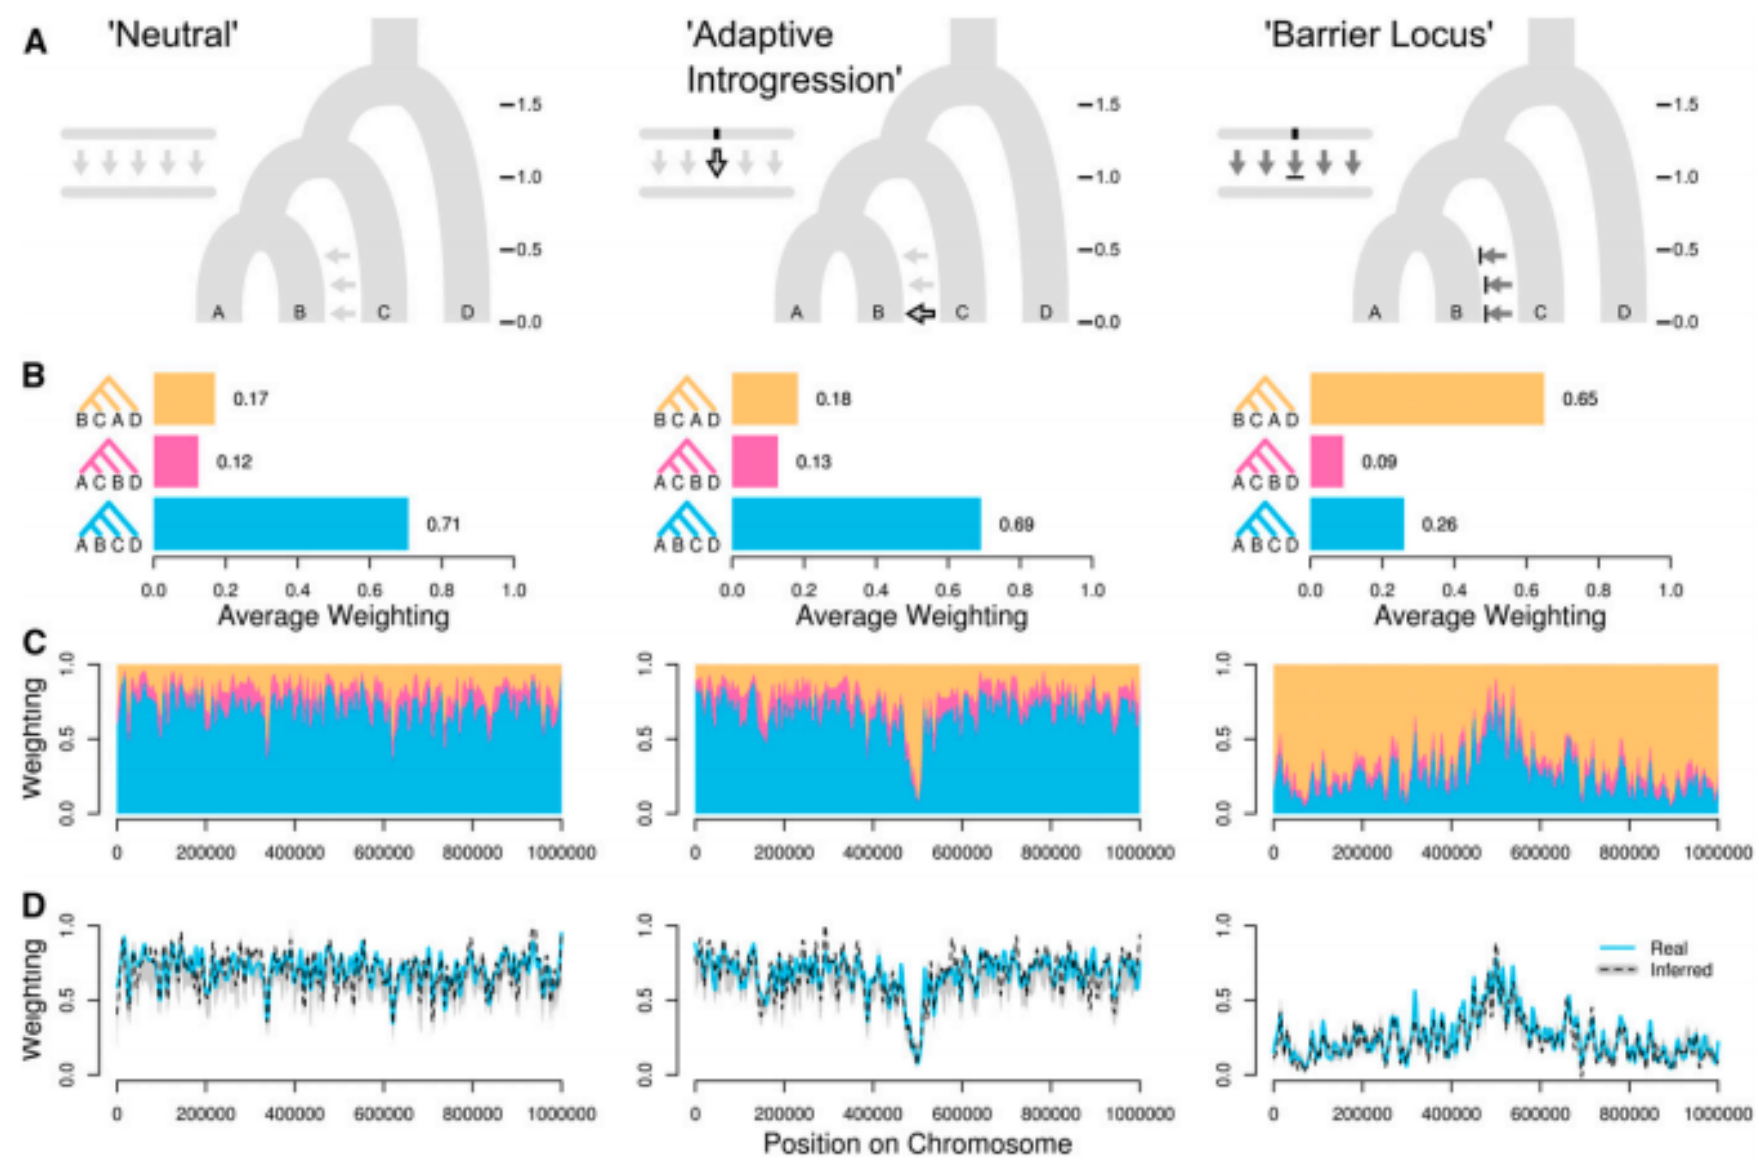 A 'Neutral' 'Adaptive Introgression' 'Barrier Locus'
1.5 1.5 1.5
1.0 1.0 1.0
0.5 0.5 0.5
A B C D 0.0 A B C D 0.0 A B C D 0.0
B
B C A D 0.17 B C A D 0.18 B C A D 0.65
A C B D 0.12 A C B D 0.13 A C B D 0.09
A B C D 0.71 A B C D 0.69 A B C D 0.26
0.0 0.2 0.4 0.6 0.8 1.0 0.0 0.2 0.4 0.6 0.8 1.0 0.0 0.2 0.4 0.6 0.8 1.0
Average Weighting Average Weighting Average Weighting
C
Weighting
1.0 1.0 1.0
0.5 0.5 0.5
0.0 0.0 0.0
0 200000 400000 600000 800000 1000000 0 200000 400000 600000 800000 1000000 0 200000 400000 600000 800000 1000000
D
Weighting
1.0 1.0 1.0
Real
Inferred
0.5 0.5 0.5
0.0 0.0 0.0
0 200000 400000 600000 800000 1000000 0 200000 400000 600000 800000 1000000 0 200000 400000 600000 800000 1000000
Position on Chromosome